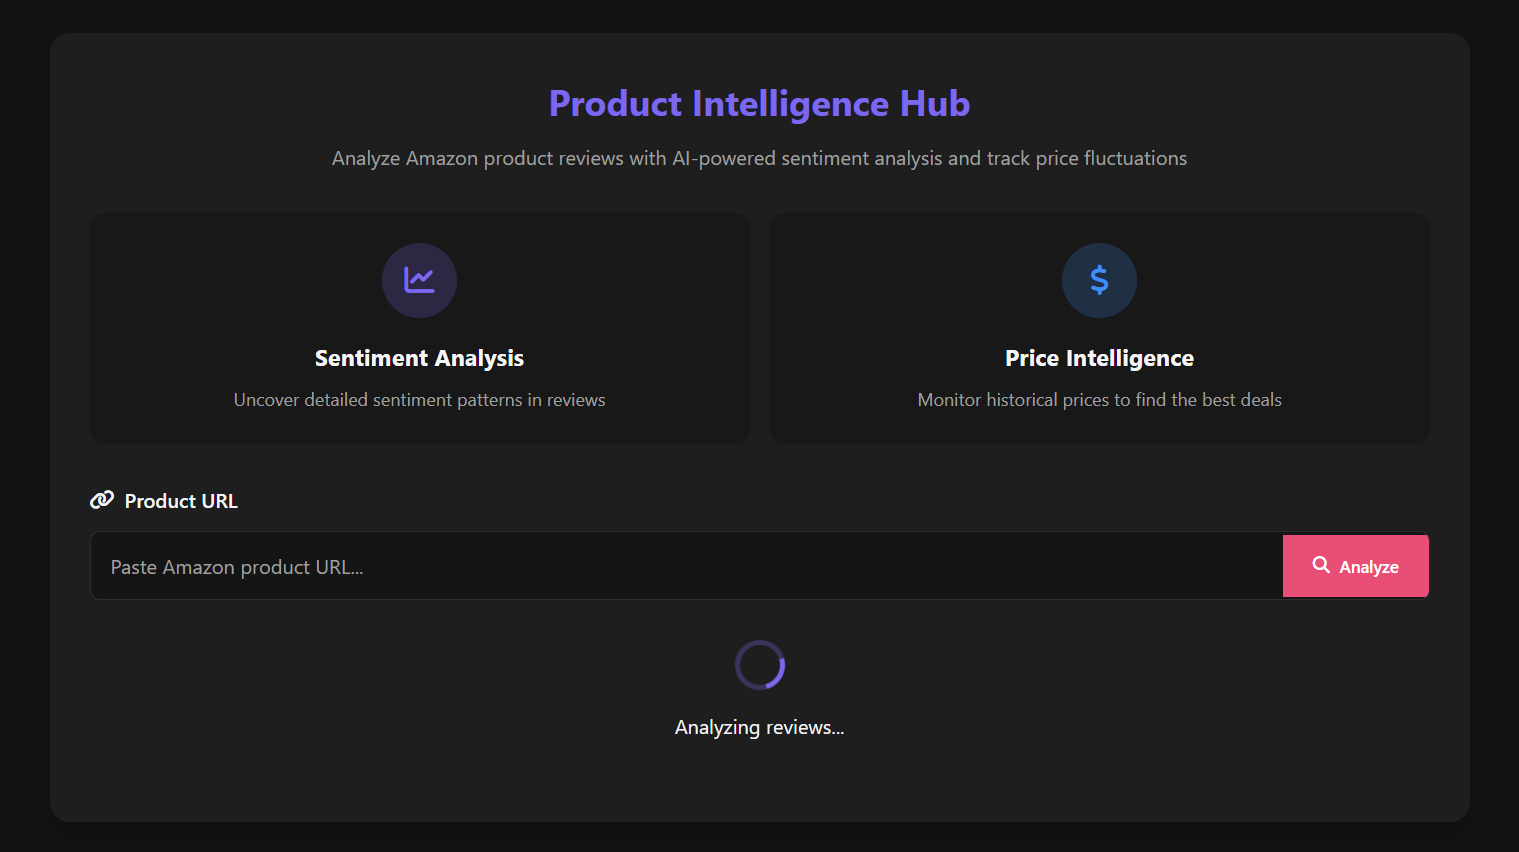 Product Intelligence Hub
Analyze Amazon product reviews with AI-powered sentiment analysis and track price fluctuations
Sentiment Analysis
Uncover detailed sentiment patterns in reviews
Price Intelligence
Monitor historical prices to find the best deals
Product URL
Paste Amazon product URL...
Analyze
Analyzing reviews...